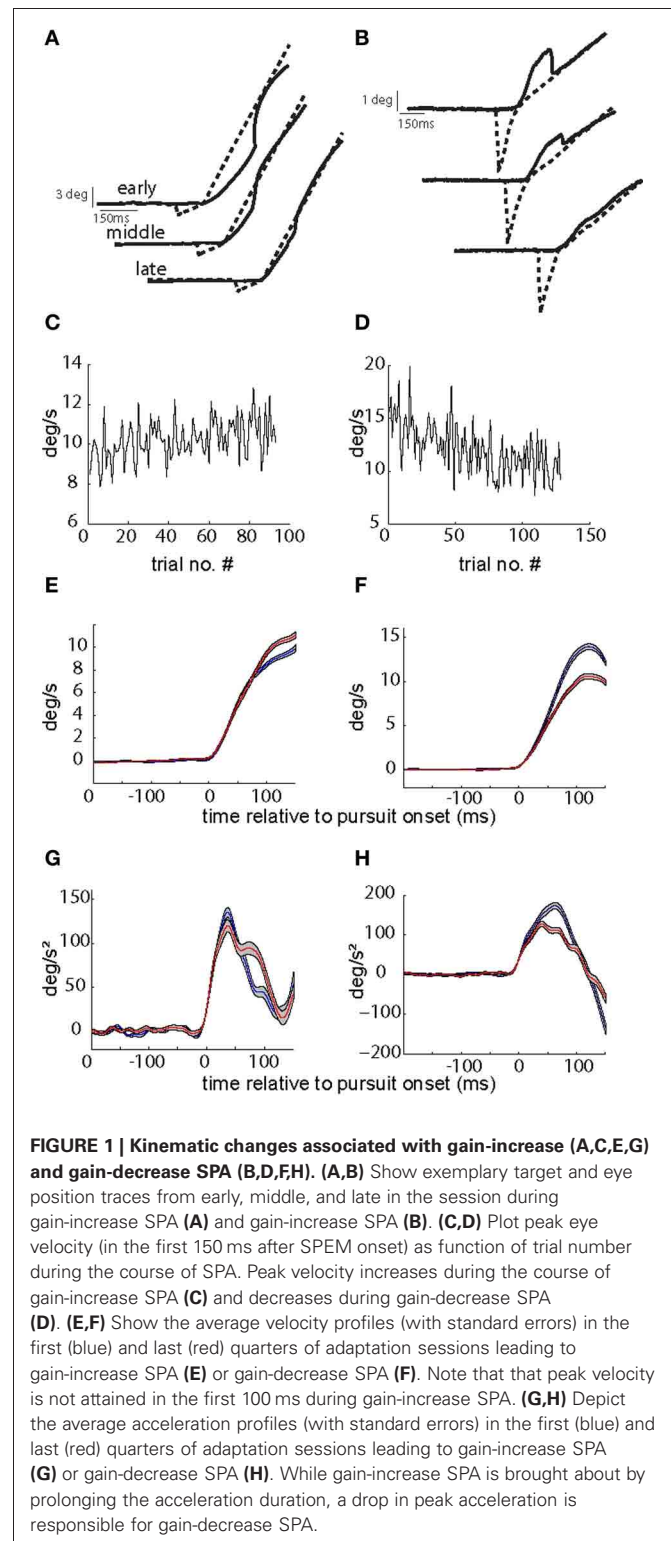 A
B
1 deg
150ms
early
3 deg
150ms
middle
late
C
D
14
12
10
8
6
deg/s
0 20 40 60 80 100
trial no. #
20
15
10
5
deg/s
0 50 100 150
trial no. #
E
F
10
8
6
4
2
0
deg/s
0 -100 0 100
15
10
5
0
deg/s
-100 0 100
time relative to pursuit onset (ms)
G
H
150
100
50
0
deg/s²
0 -100 0 100
200
100
0
−100
−200
deg/s²
-100 0 100
time relative to pursuit onset (ms)
FIGURE 1 | Kinematic changes associated with gain-increase (A,C,E,G)
and gain-decrease SPA (B,D,F,H). (A,B) Show exemplary target and eye
position traces from early, middle, and late in the session during
gain-increase SPA (A) and gain-increase SPA (B). (C,D) Plot peak eye
velocity (in the first 150 ms after SPEM onset) as function of trial number
during the course of SPA. Peak velocity increases during the course of
gain-increase SPA (C) and decreases during gain-decrease SPA
(D). (E,F) Show the average velocity profiles (with standard errors) in the
first (blue) and last (red) quarters of adaptation sessions leading to
gain-increase SPA (E) or gain-decrease SPA (F). Note that that peak velocity
is not attained in the first 100 ms during gain-increase SPA. (G,H) Depict
the average acceleration profiles (with standard errors) in the first (blue) and
last (red) quarters of adaptation sessions leading to gain-increase SPA
(G) or gain-decrease SPA (H). While gain-increase SPA is brought about by
prolonging the acceleration duration, a drop in peak acceleration is
responsible for gain-decrease SPA.